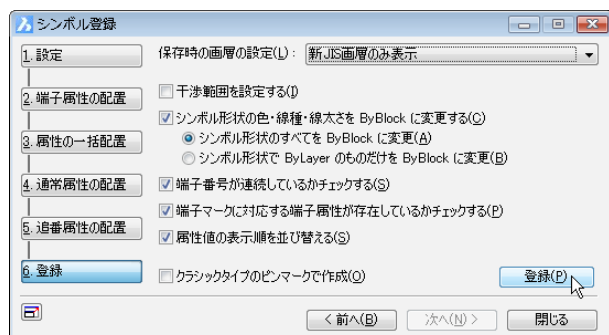 シンボル登録
1.設定
保存時の画層の設定(L) : 新JIS画層のみ表示
2.端子属性の配置
干渉範囲を設定する(I)
シンボル形状の色・線種・線太さを ByBlock に変更する(C)
3.属性の一括配置
シンボル形状のすべてを ByBlock に変更(A)
シンボル形状で ByLayer のものだけを ByBlock に変更(B)
4.通常属性の配置
端子番号が連続しているかチェックする(S)
端子マークに対応する端子属性が存在しているかチェックする(P)
5.追番属性の配置
属性値の表示順を並び替える(S)
6.登録
クラシックタイプのピンマークで作成(O)
登録(P)
< 前へ(B)
次へ(N) >
閉じる